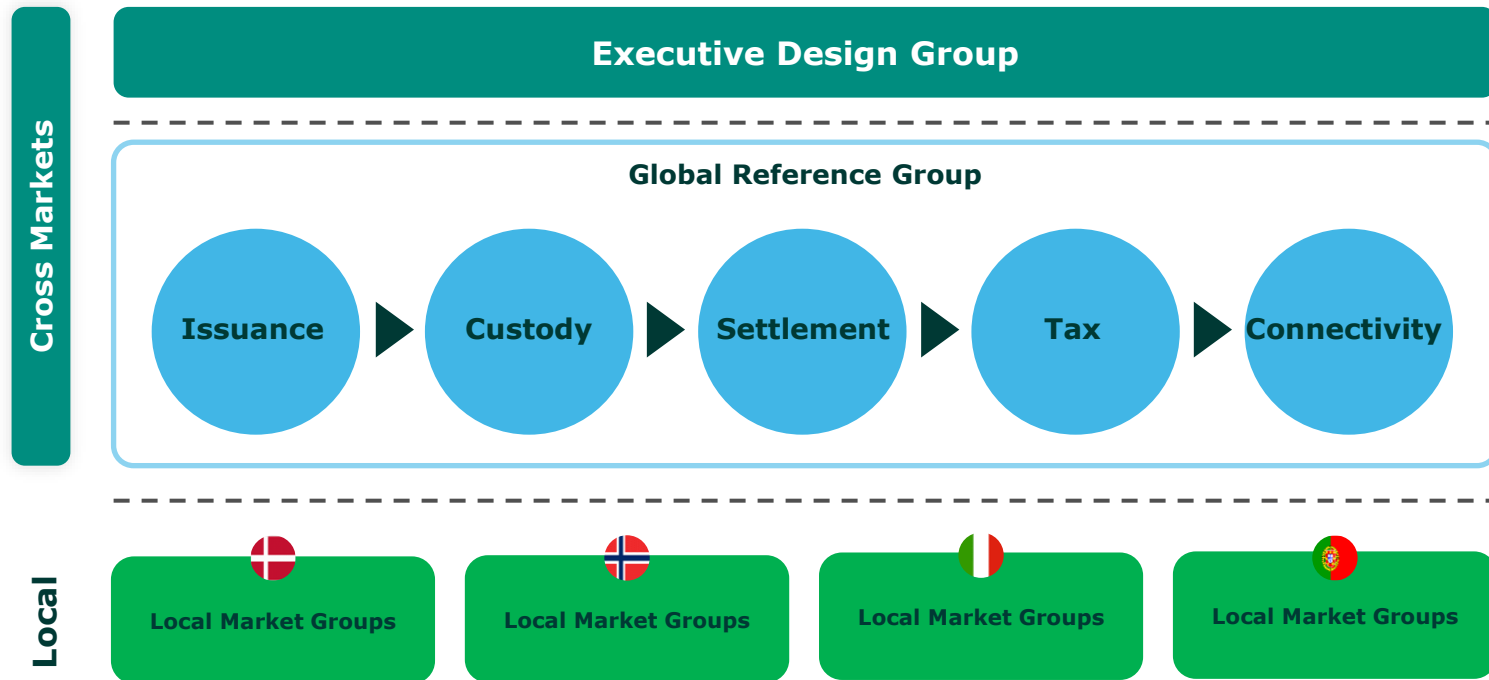 Cross Markets
Executive Design Group
Global Reference Group
Issuance
Custody
Settlement
Tax
Connectivity
Local
Local Market Groups
Local Market Groups
Local Market Groups
Local Market Groups